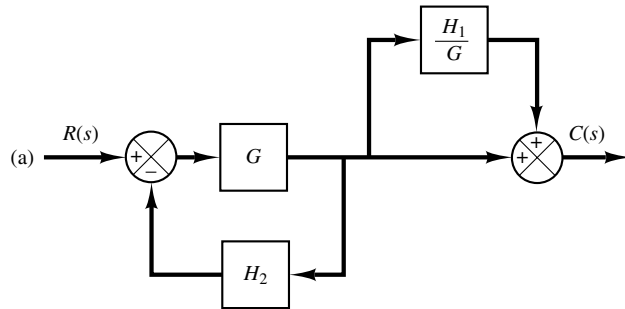 H₁
G
R(s)
C(s)
+
+
(a)
+
G
+
−
H₂